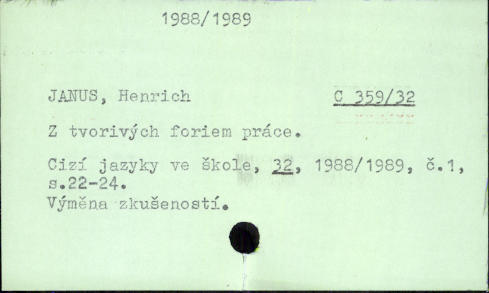 1988/1989
JANUS, Henrich C 359/32
Z tvorivých foriem práce.
Cizí jazyky ve škole, 32, 1988/1989, č.1,
s.22-24.
Výměna zkušeností.